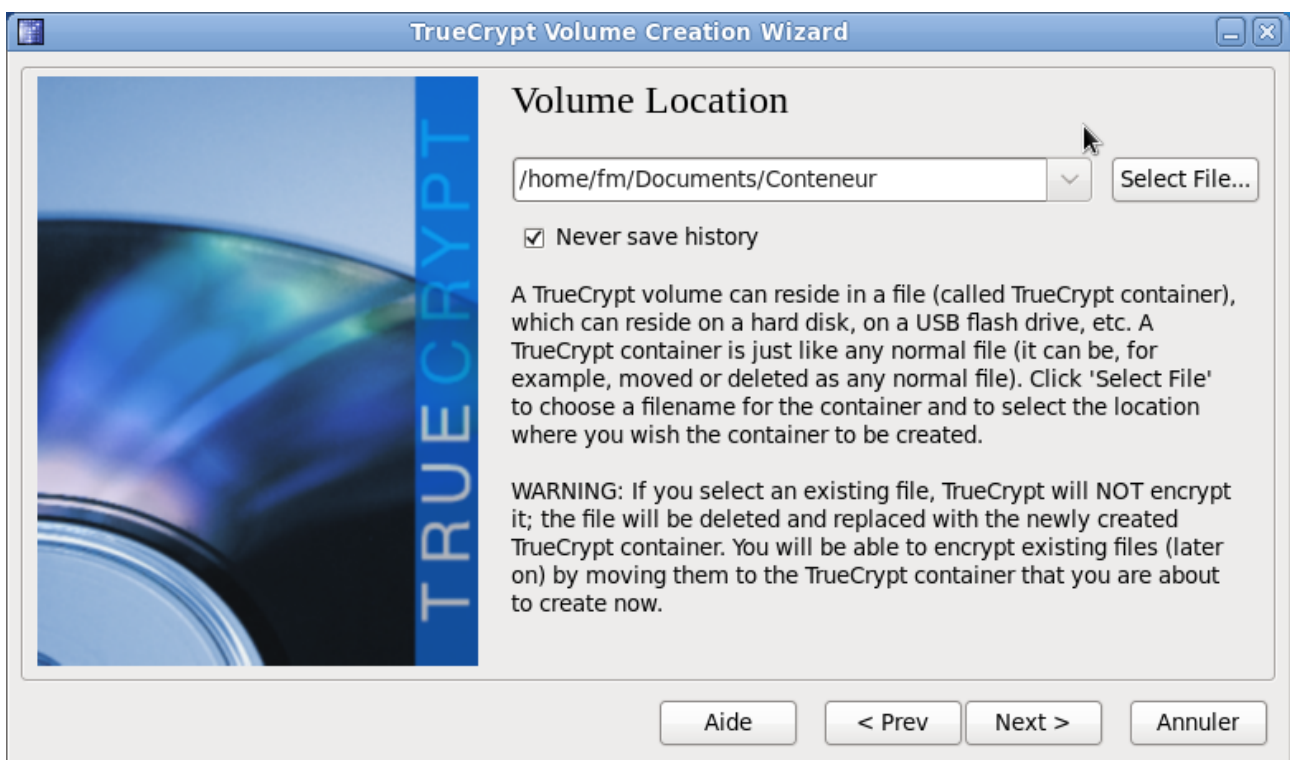 TrueCrypt Volume Creation Wizard
TRUECRYPT
Volume Location
/home/fm/Documents/Conteneur
Select File...
Never save history
A TrueCrypt volume can reside in a file (called TrueCrypt container),
which can reside on a hard disk, on a USB flash drive, etc. A
TrueCrypt container is just like any normal file (it can be, for
example, moved or deleted as any normal file). Click 'Select File'
to choose a filename for the container and to select the location
where you wish the container to be created.
WARNING: If you select an existing file, TrueCrypt will NOT encrypt
it; the file will be deleted and replaced with the newly created
TrueCrypt container. You will be able to encrypt existing files (later
on) by moving them to the TrueCrypt container that you are about
to create now.
Aide
< Prev
Next >
Annuler